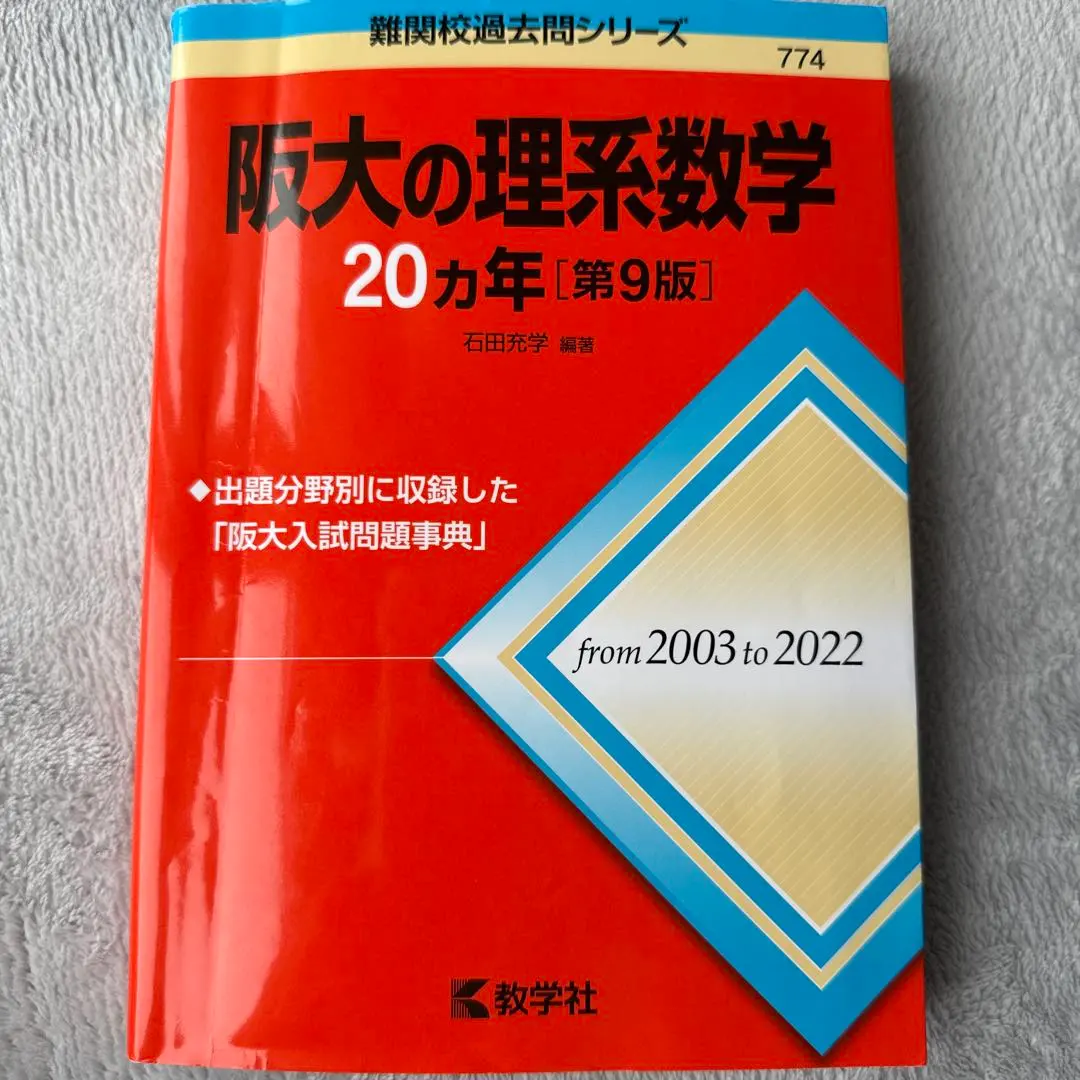 難関校過去問シリーズ
774
阪大の理系数学
20カ年［第9版］
石田充学 編著
◆出題分野別に収録した
「阪大入試問題事典」
from 2003 to 2022
教学社